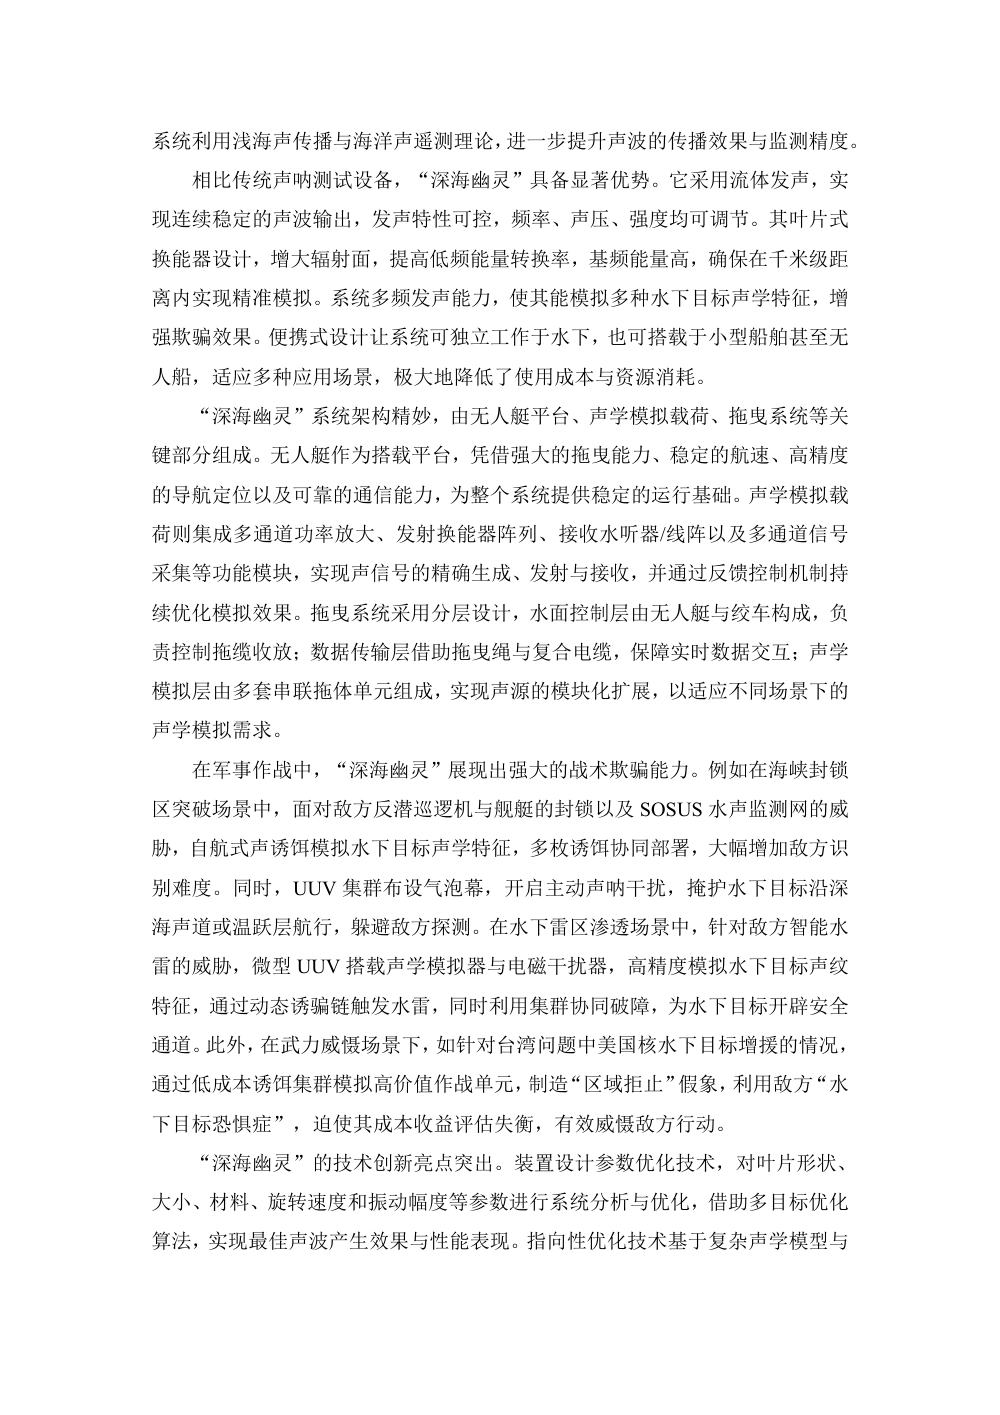 系统利用浅海声传播与海洋声遥测理论，进一步提升声波的传播效果与监测精度。
相比传统声呐测试设备，“深海幽灵”具备显著优势。它采用流体发声，实
现连续稳定的声波输出，发声特性可控，频率、声压、强度均可调节。其叶片式
换能器设计，增大辐射面，提高低频能量转换率，基频能量高，确保在千米级距
离内实现精准模拟。系统多频发声能力，使其能模拟多种水下目标声学特征，增
强欺骗效果。便携式设计让系统可独立工作于水下，也可搭载于小型船舶甚至无
人船，适应多种应用场景，极大地降低了使用成本与资源消耗。
“深海幽灵”系统架构精妙，由无人艇平台、声学模拟载荷、拖曳系统等关
键部分组成。无人艇作为搭载平台，凭借强大的拖曳能力、稳定的航速、高精度
的导航定位以及可靠的通信能力，为整个系统提供稳定的运行基础。声学模拟载
荷则集成多通道功率放大、发射换能器阵列、接收水听器/线阵以及多通道信号
采集等功能模块，实现声信号的精确生成、发射与接收，并通过反馈控制机制持
续优化模拟效果。拖曳系统采用分层设计，水面控制层由无人艇与绞车构成，负
责控制拖缆收放；数据传输层借助拖曳绳与复合电缆，保障实时数据交互；声学
模拟层由多套串联拖体单元组成，实现声源的模块化扩展，以适应不同场景下的
声学模拟需求。
在军事作战中，“深海幽灵”展现出强大的战术欺骗能力。例如在海峡封锁
区突破场景中，面对敌方反潜巡逻机与舰艇的封锁以及 SOSUS 水声监测网的威
胁，自航式声诱饵模拟水下目标声学特征，多枚诱饵协同部署，大幅增加敌方识
别难度。同时，UUV 集群布设气泡幕，开启主动声呐干扰，掩护水下目标沿深
海声道或温跃层航行，躲避敌方探测。在水下雷区渗透场景中，针对敌方智能水
雷的威胁，微型 UUV 搭载声学模拟器与电磁干扰器，高精度模拟水下目标声纹
特征，通过动态诱骗链触发水雷，同时利用集群协同破障，为水下目标开辟安全
通道。此外，在武力威慑场景下，如针对台湾问题中美国核水下目标增援的情况，
通过低成本诱饵集群模拟高价值作战单元，制造“区域拒止”假象，利用敌方“水
下目标恐惧症”，迫使其成本收益评估失衡，有效威慑敌方行动。
“深海幽灵”的技术创新亮点突出。装置设计参数优化技术，对叶片形状、
大小、材料、旋转速度和振动幅度等参数进行系统分析与优化，借助多目标优化
算法，实现最佳声波产生效果与性能表现。指向性优化技术基于复杂声学模型与